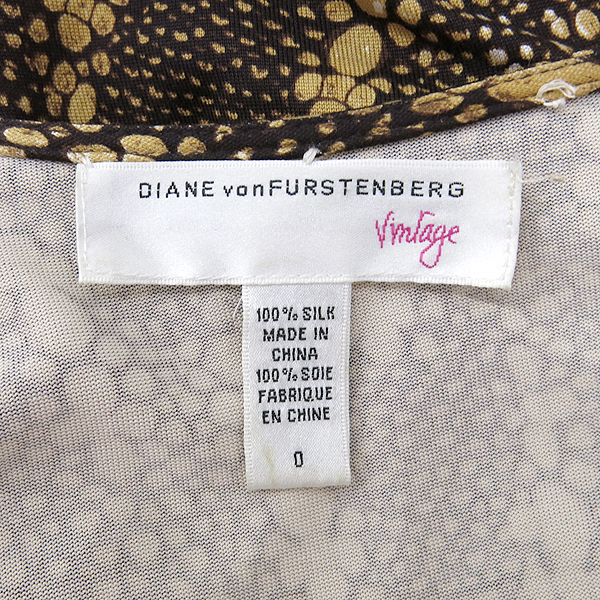 DIANE vonFURSTENBERG
Vintage
100% SILK
MADE IN
CHINA
100% SOIE
FABRIQUE
EN CHINE
0